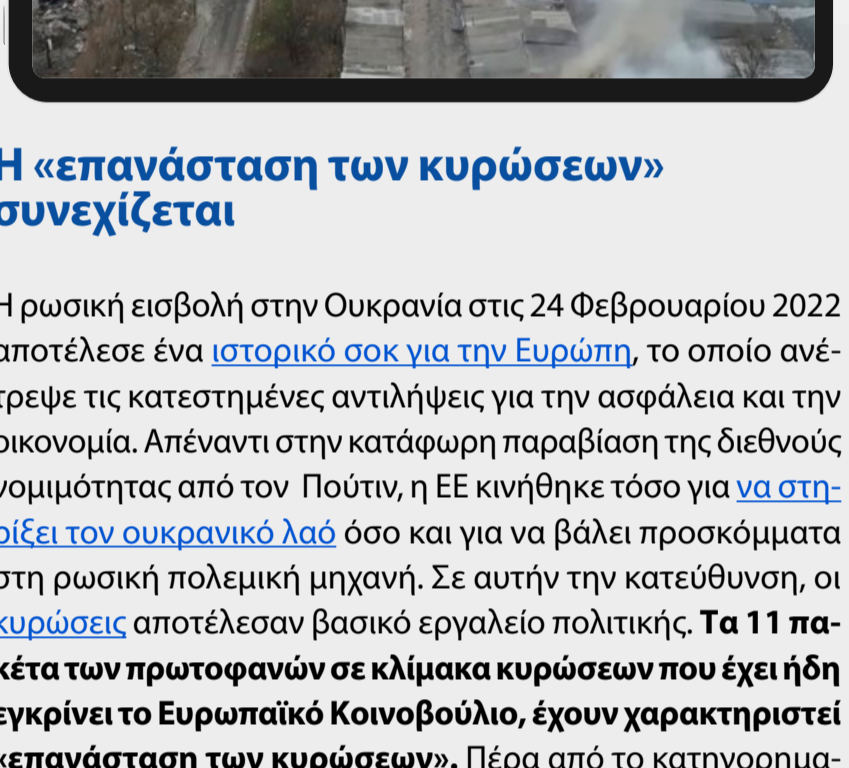 Η «επανάσταση των κυρώσεων»
συνεχίζεται
Η ρωσική εισβολή στην Ουκρανία στις 24 Φεβρουαρίου 2022
αποτέλεσε ένα ιστορικό σοκ για την Ευρώπη, το οποίο ανέ-
τρεψε τις κατεστημένες αντιλήψεις για την ασφάλεια και την
οικονομία. Απέναντι στην κατάφωρη παραβίαση της διεθνούς
νομιμότητας από τον Πούτιν, η ΕΕ κινήθηκε τόσο για να στη-
ρίξει τον ουκρανικό λαό όσο και για να βάλει προσκόμματα
στη ρωσική πολεμική μηχανή. Σε αυτήν την κατεύθυνση, οι
κυρώσεις αποτέλεσαν βασικό εργαλείο πολιτικής. Τα 11 πα-
κέτα των πρωτοφανών σε κλίμακα κυρώσεων που έχει ήδη
εγκρίνει το Ευρωπαϊκό Κοινοβούλιο, έχουν χαρακτηριστεί
«επανάσταση των κυρώσεων». Πέρα από το κατηγορημα-